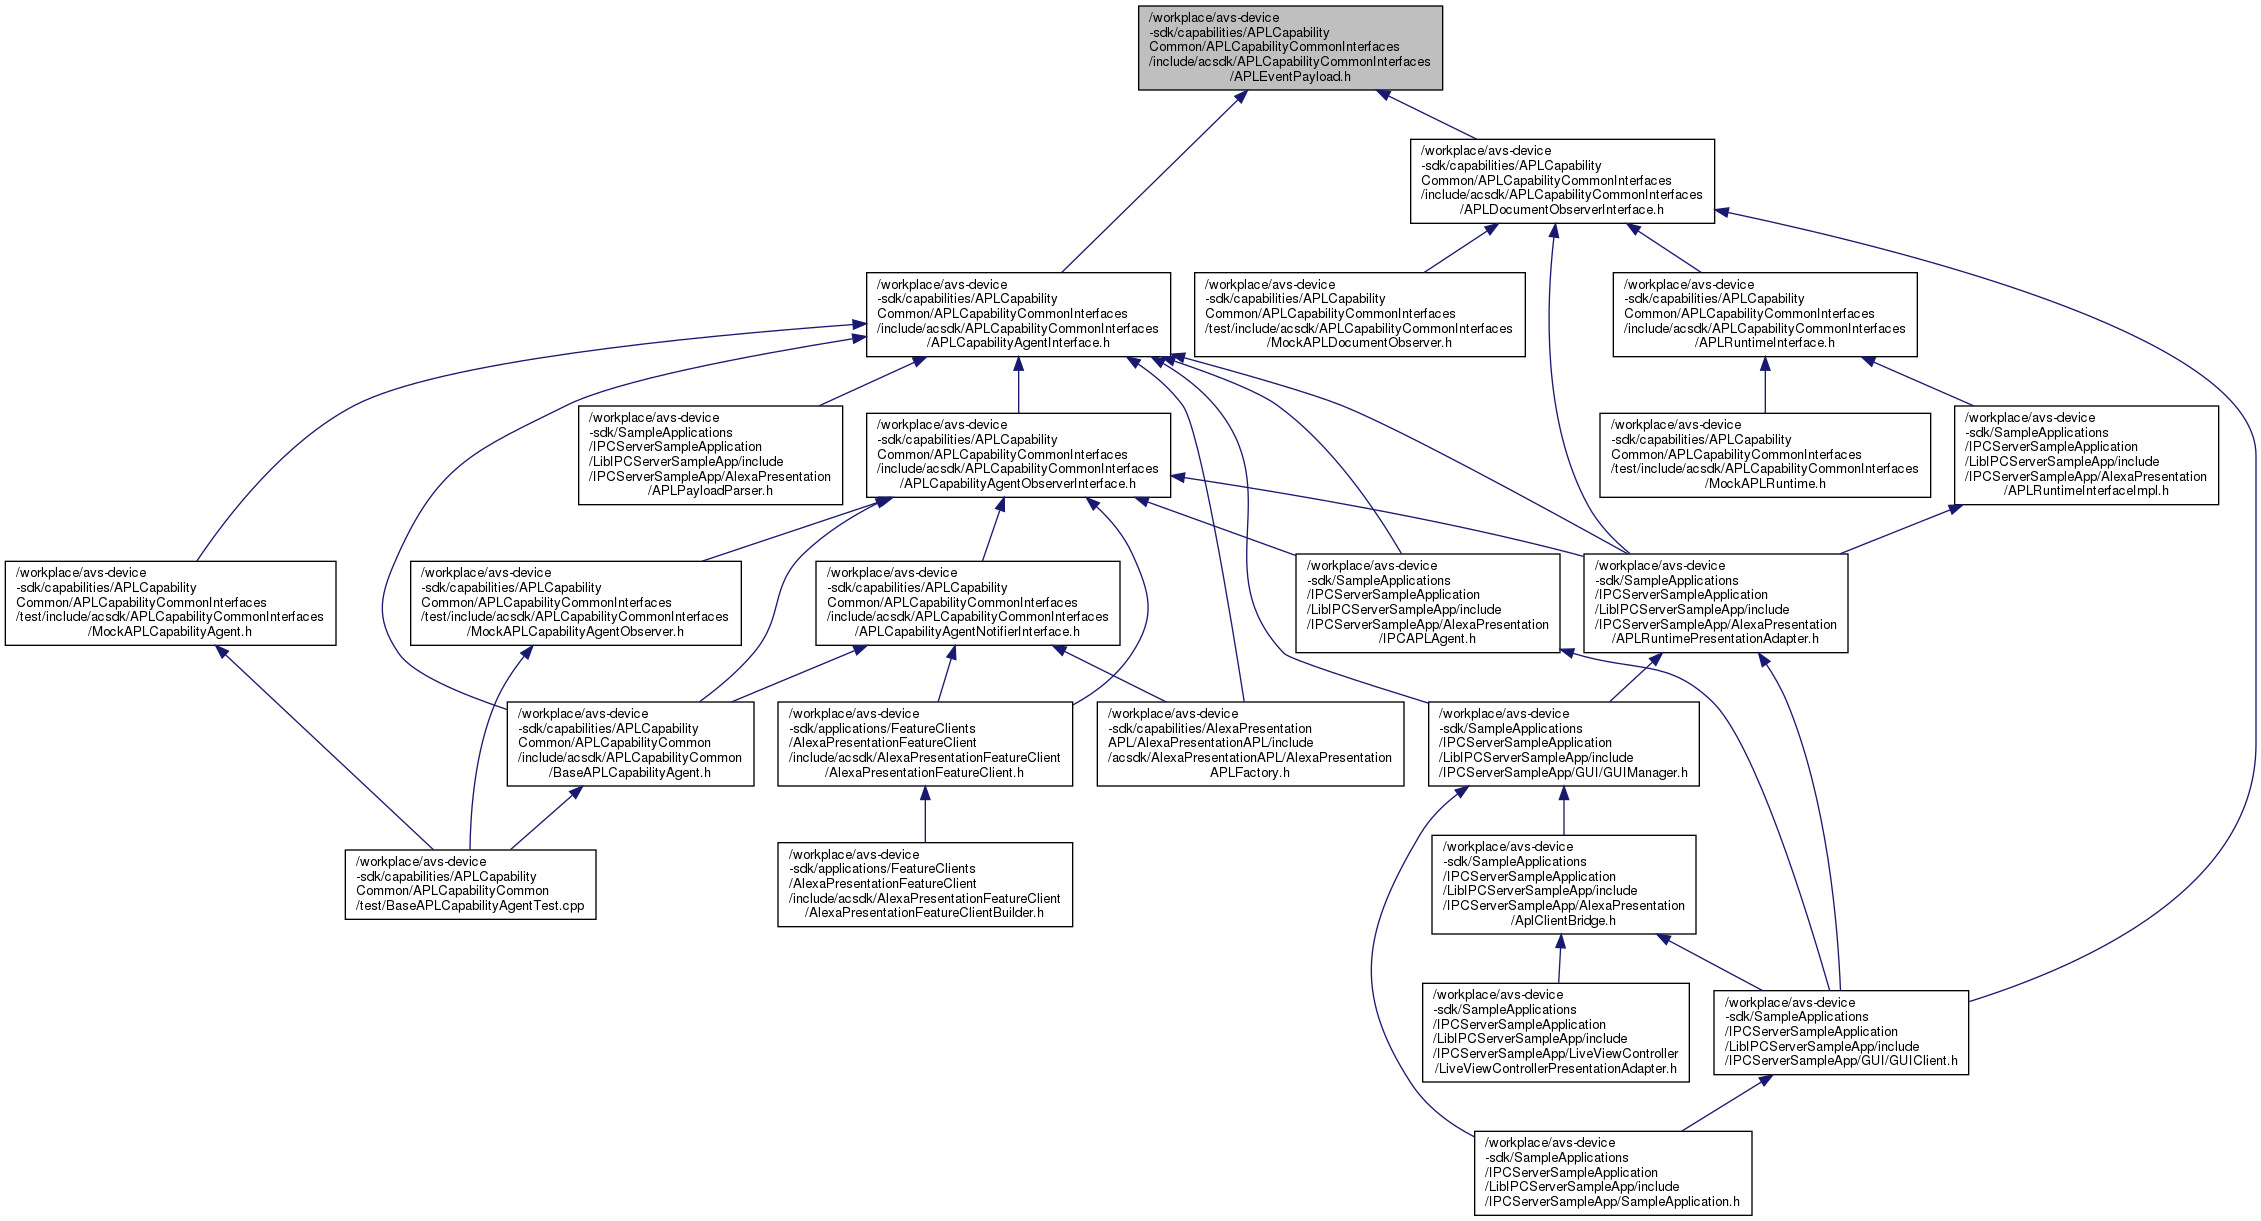 /workplace/avs-device
-sdk/capabilities/APLCapability
Common/APLCapabilityCommonInterfaces
/include/acsdk/APLCapabilityCommonInterfaces
/APLEventPayload.h
/workplace/avs-device
-sdk/capabilities/APLCapability
Common/APLCapabilityCommonInterfaces
/include/acsdk/APLCapabilityCommonInterfaces
/APLDocumentObserverInterface.h
/workplace/avs-device
-sdk/capabilities/APLCapability
Common/APLCapabilityCommonInterfaces
/include/acsdk/APLCapabilityCommonInterfaces
/APLCapabilityAgentInterface.h
/workplace/avs-device
-sdk/capabilities/APLCapability
Common/APLCapabilityCommonInterfaces
/test/include/acsdk/APLCapabilityCommonInterfaces
/MockAPLDocumentObserver.h
/workplace/avs-device
-sdk/capabilities/APLCapability
Common/APLCapabilityCommonInterfaces
/include/acsdk/APLCapabilityCommonInterfaces
/APLRuntimeInterface.h
/workplace/avs-device
-sdk/SampleApplications
/IPCServerSampleApplication
/LibIPCServerSampleApp/include
/IPCServerSampleApp/AlexaPresentation
/APLPayloadParser.h
/workplace/avs-device
-sdk/capabilities/APLCapability
Common/APLCapabilityCommonInterfaces
/include/acsdk/APLCapabilityCommonInterfaces
/APLCapabilityAgentObserverInterface.h
/workplace/avs-device
-sdk/capabilities/APLCapability
Common/APLCapabilityCommonInterfaces
/test/include/acsdk/APLCapabilityCommonInterfaces
/MockAPLRuntime.h
/workplace/avs-device
-sdk/SampleApplications
/IPCServerSampleApplication
/LibIPCServerSampleApp/include
/IPCServerSampleApp/AlexaPresentation
/APLRuntimeInterfaceImpl.h
/workplace/avs-device
-sdk/capabilities/APLCapability
Common/APLCapabilityCommonInterfaces
/test/include/acsdk/APLCapabilityCommonInterfaces
/MockAPLCapabilityAgent.h
/workplace/avs-device
-sdk/capabilities/APLCapability
Common/APLCapabilityCommonInterfaces
/test/include/acsdk/APLCapabilityCommonInterfaces
/MockAPLCapabilityAgentObserver.h
/workplace/avs-device
-sdk/capabilities/APLCapability
Common/APLCapabilityCommonInterfaces
/include/acsdk/APLCapabilityCommonInterfaces
/APLCapabilityAgentNotifierInterface.h
/workplace/avs-device
-sdk/SampleApplications
/IPCServerSampleApplication
/LibIPCServerSampleApp/include
/IPCServerSampleApp/AlexaPresentation
/IPCAPLAgent.h
/workplace/avs-device
-sdk/SampleApplications
/IPCServerSampleApplication
/LibIPCServerSampleApp/include
/IPCServerSampleApp/AlexaPresentation
/APLRuntimePresentationAdapter.h
/workplace/avs-device
-sdk/capabilities/APLCapability
Common/APLCapabilityCommon
/include/acsdk/APLCapabilityCommon
/BaseAPLCapabilityAgent.h
/workplace/avs-device
-sdk/applications/FeatureClients
/AlexaPresentationFeatureClient
/include/acsdk/AlexaPresentationFeatureClient
/AlexaPresentationFeatureClient.h
/workplace/avs-device
-sdk/capabilities/AlexaPresentation
APL/AlexaPresentationAPL/include
/acsdk/AlexaPresentationAPL/AlexaPresentation
APLFactory.h
/workplace/avs-device
-sdk/SampleApplications
/IPCServerSampleApplication
/LibIPCServerSampleApp/include
/IPCServerSampleApp/GUI/GUIManager.h
/workplace/avs-device
-sdk/capabilities/APLCapability
Common/APLCapabilityCommon
/test/BaseAPLCapabilityAgentTest.cpp
/workplace/avs-device
-sdk/applications/FeatureClients
/AlexaPresentationFeatureClient
/include/acsdk/AlexaPresentationFeatureClient
/AlexaPresentationFeatureClientBuilder.h
/workplace/avs-device
-sdk/SampleApplications
/IPCServerSampleApplication
/LibIPCServerSampleApp/include
/IPCServerSampleApp/AlexaPresentation
/AplClientBridge.h
/workplace/avs-device
-sdk/SampleApplications
/IPCServerSampleApplication
/LibIPCServerSampleApp/include
/IPCServerSampleApp/LiveViewController
/LiveViewControllerPresentationAdapter.h
/workplace/avs-device
-sdk/SampleApplications
/IPCServerSampleApplication
/LibIPCServerSampleApp/include
/IPCServerSampleApp/GUI/GUIClient.h
/workplace/avs-device
-sdk/SampleApplications
/IPCServerSampleApplication
/LibIPCServerSampleApp/include
/IPCServerSampleApp/SampleApplication.h